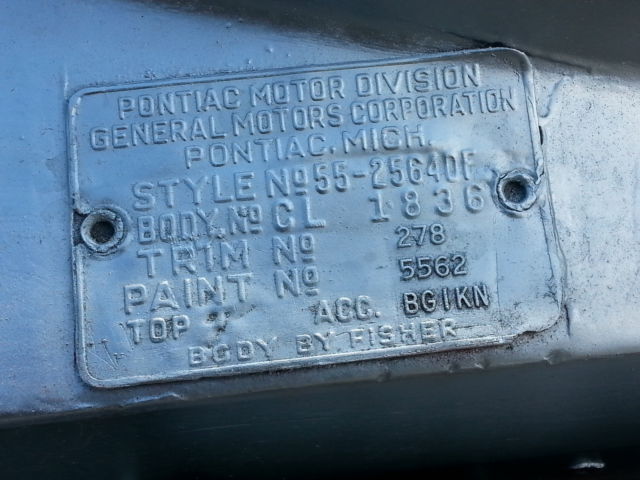 PONTIAC MOTOR DIVISION
GENERAL MOTORS CORPORATION
PONTIAC, MICH.
STYLE Nº 55-25640F
BODY. Nº CL 1836
TRIM Nº 278
PAINT Nº 5562
TOP ACC. BG1KN
BODY BY FISHER